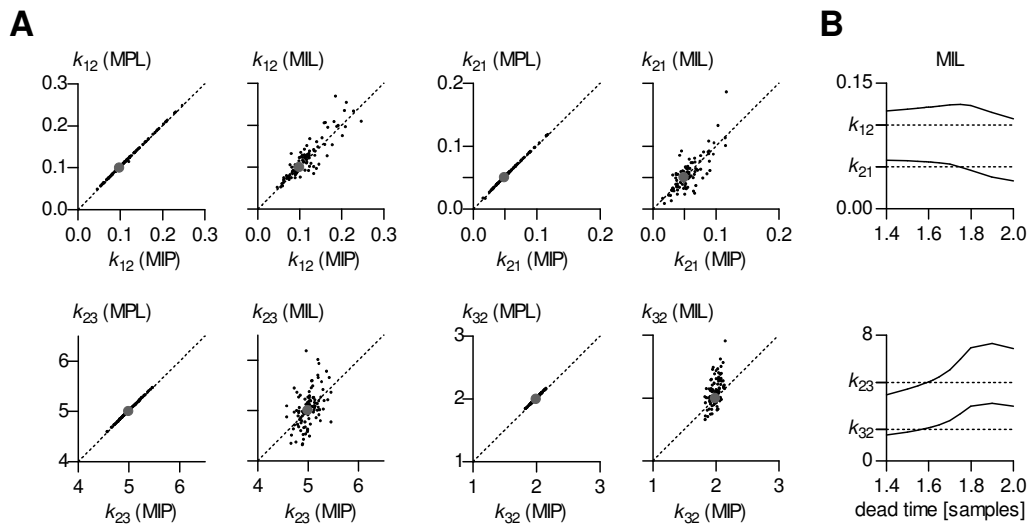 A
B
k12 (MPL)
k12 (MIL)
k21 (MPL)
k21 (MIL)
MIL
0.3
0.2
0.1
0.0
0.2
0.1
0.0
0.15
k12
k21
0.00
0.0 0.1 0.2 0.3
0.0 0.1 0.2 0.3
0.0 0.1 0.2
0.0 0.1 0.2
1.4 1.6 1.8 2.0
k12 (MIP)
k12 (MIP)
k21 (MIP)
k21 (MIP)
k23 (MPL)
k23 (MIL)
k32 (MPL)
k32 (MIL)
6
5
4
3
2
1
8
k23
k32
0
4 5 6
4 5 6
1 2 3
1 2 3
1.4 1.6 1.8 2.0
k23 (MIP)
k23 (MIP)
k32 (MIP)
k32 (MIP)
dead time [samples]